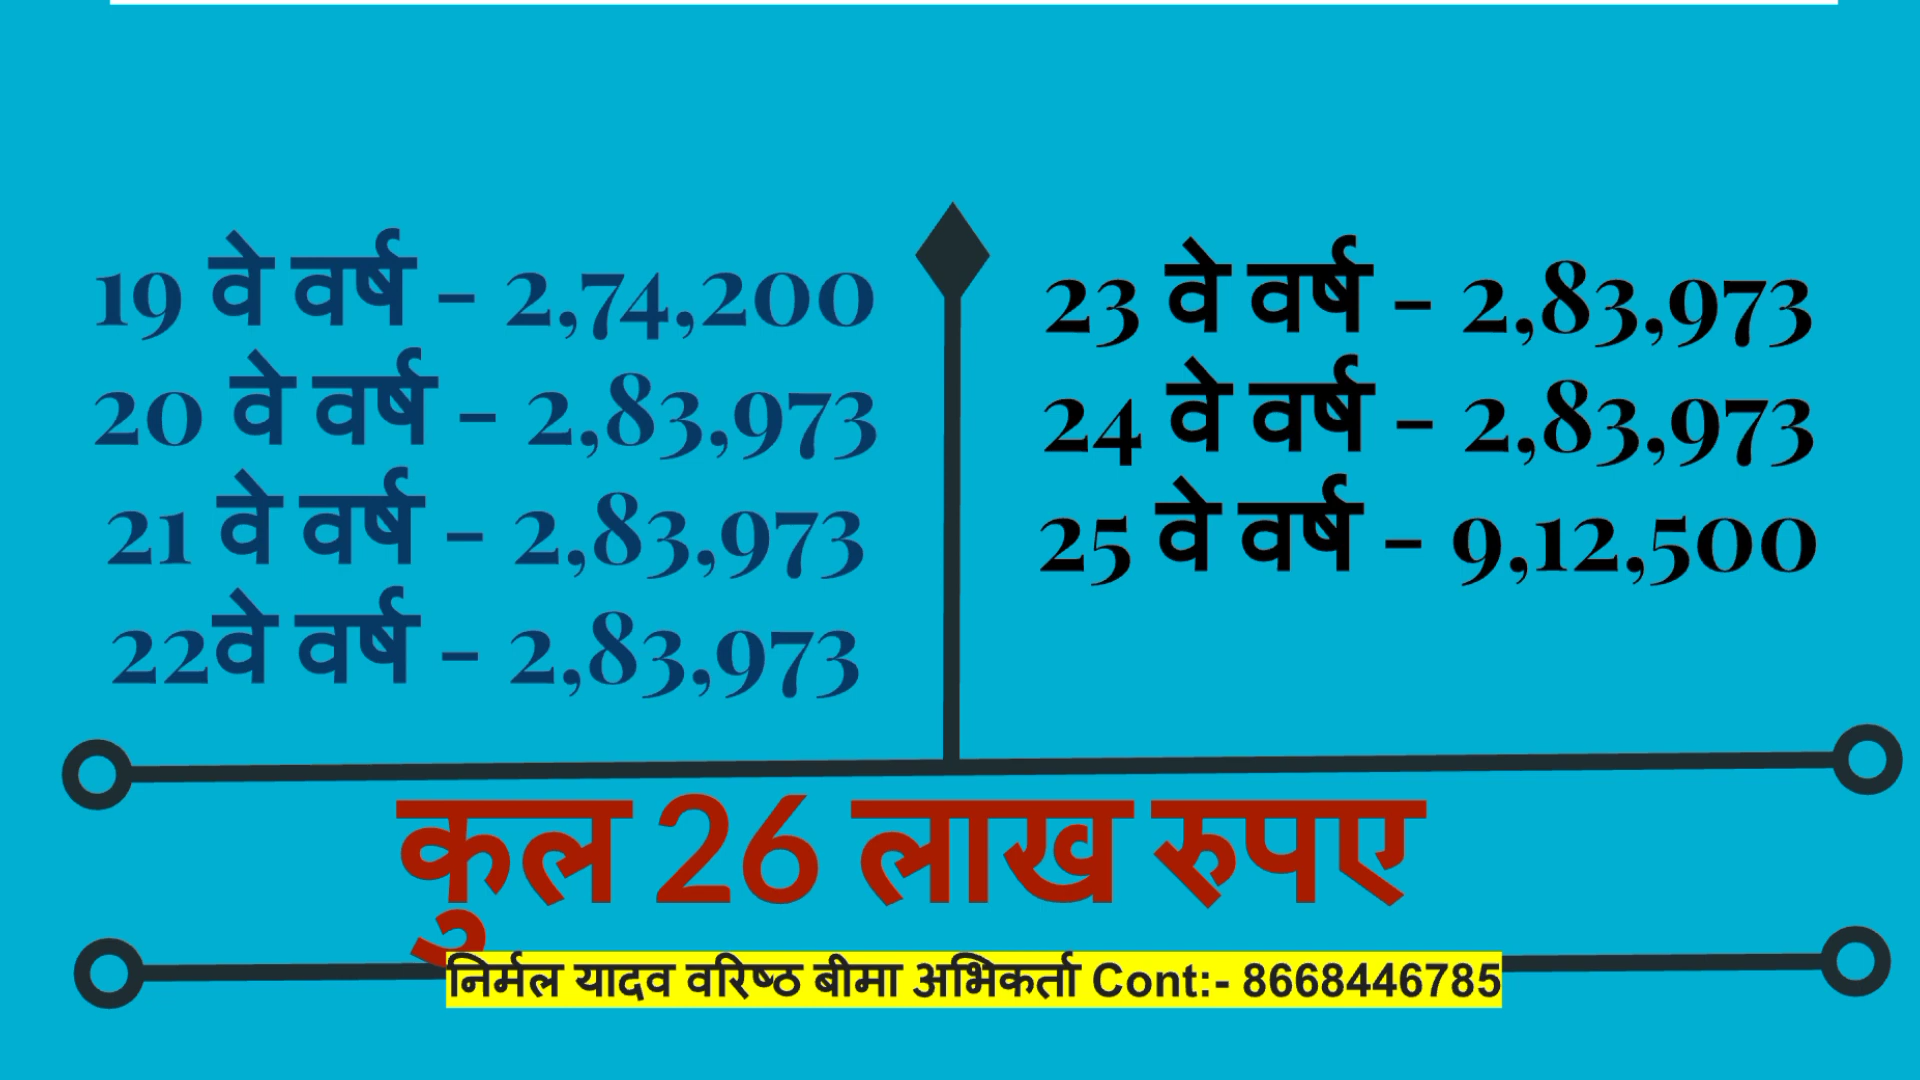 19 वे वर्ष - 2,74,200
20 वे वर्ष - 2,83,973
21 वे वर्ष - 2,83,973
22वे वर्ष - 2,83,973
23 वे वर्ष - 2,83,973
24 वे वर्ष - 2,83,973
25 वे वर्ष - 9,12,500
कुल 26 लाख रुपए
निर्मल यादव वरिष्ठ बीमा अभिकर्ता Cont:- 8668446785